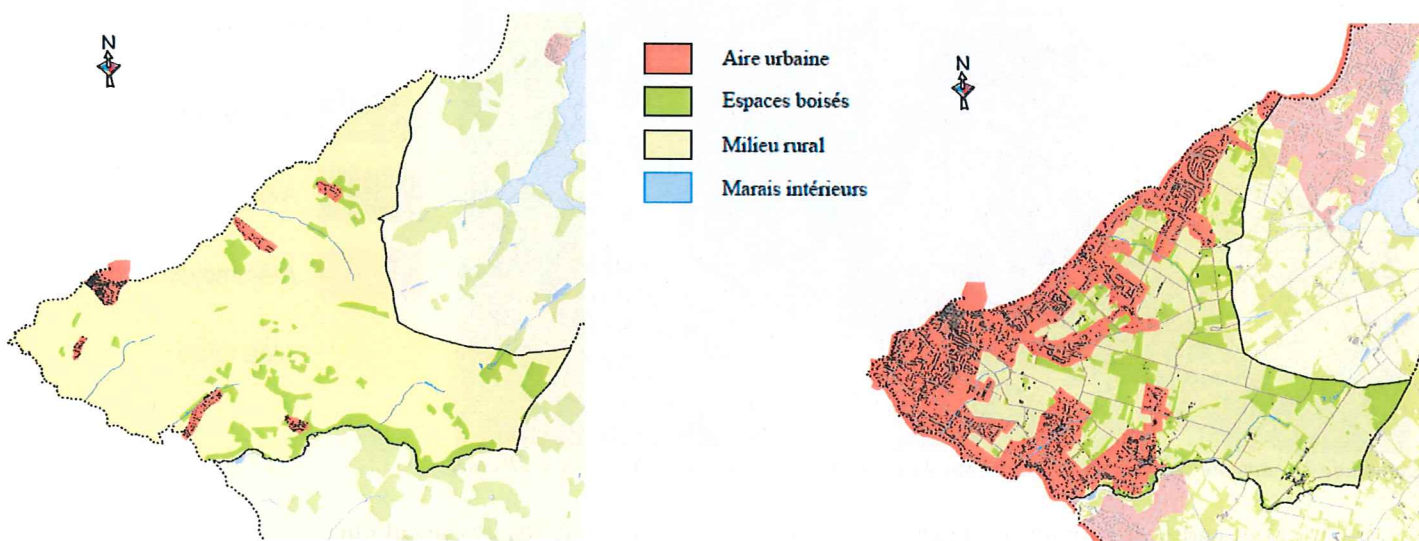 N
Aire urbaine
Espaces boisés
Milieu rural
Marais intérieurs
N